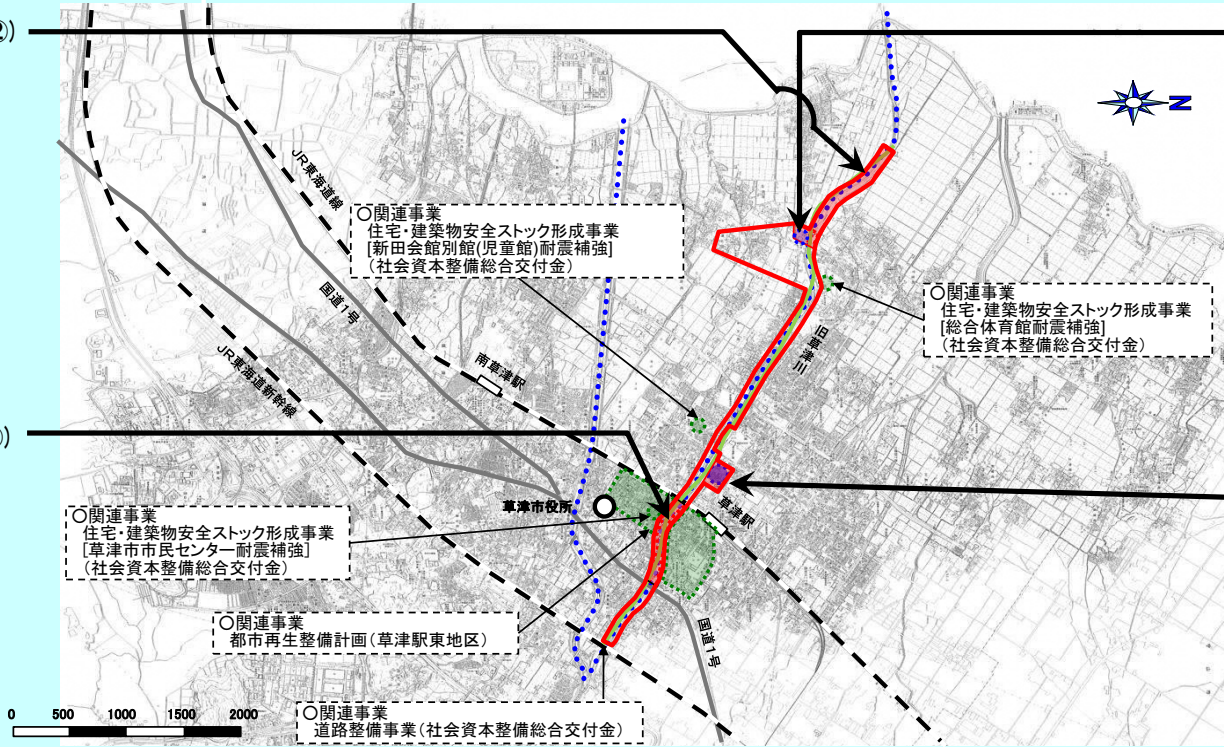 ②)
N
JR東海道線
〇関連事業
住宅・建築物安全ストック形成事業
[新田会館別館(児童館)耐震補強]
(社会資本整備総合交付金)
国道1号
〇関連事業
住宅・建築物安全ストック形成事業
[総合体育館耐震補強]
(社会資本整備総合交付金)
旧草津川
JR東海道新幹線
南草津駅
草津市役所
草津駅
〇関連事業
住宅・建築物安全ストック形成事業
[草津市市民センター耐震補強]
(社会資本整備総合交付金)
〇関連事業
都市再生整備計画(草津駅東地区)
国道1号
〇関連事業
道路整備事業(社会資本整備総合交付金)
0 500 1000 1500 2000